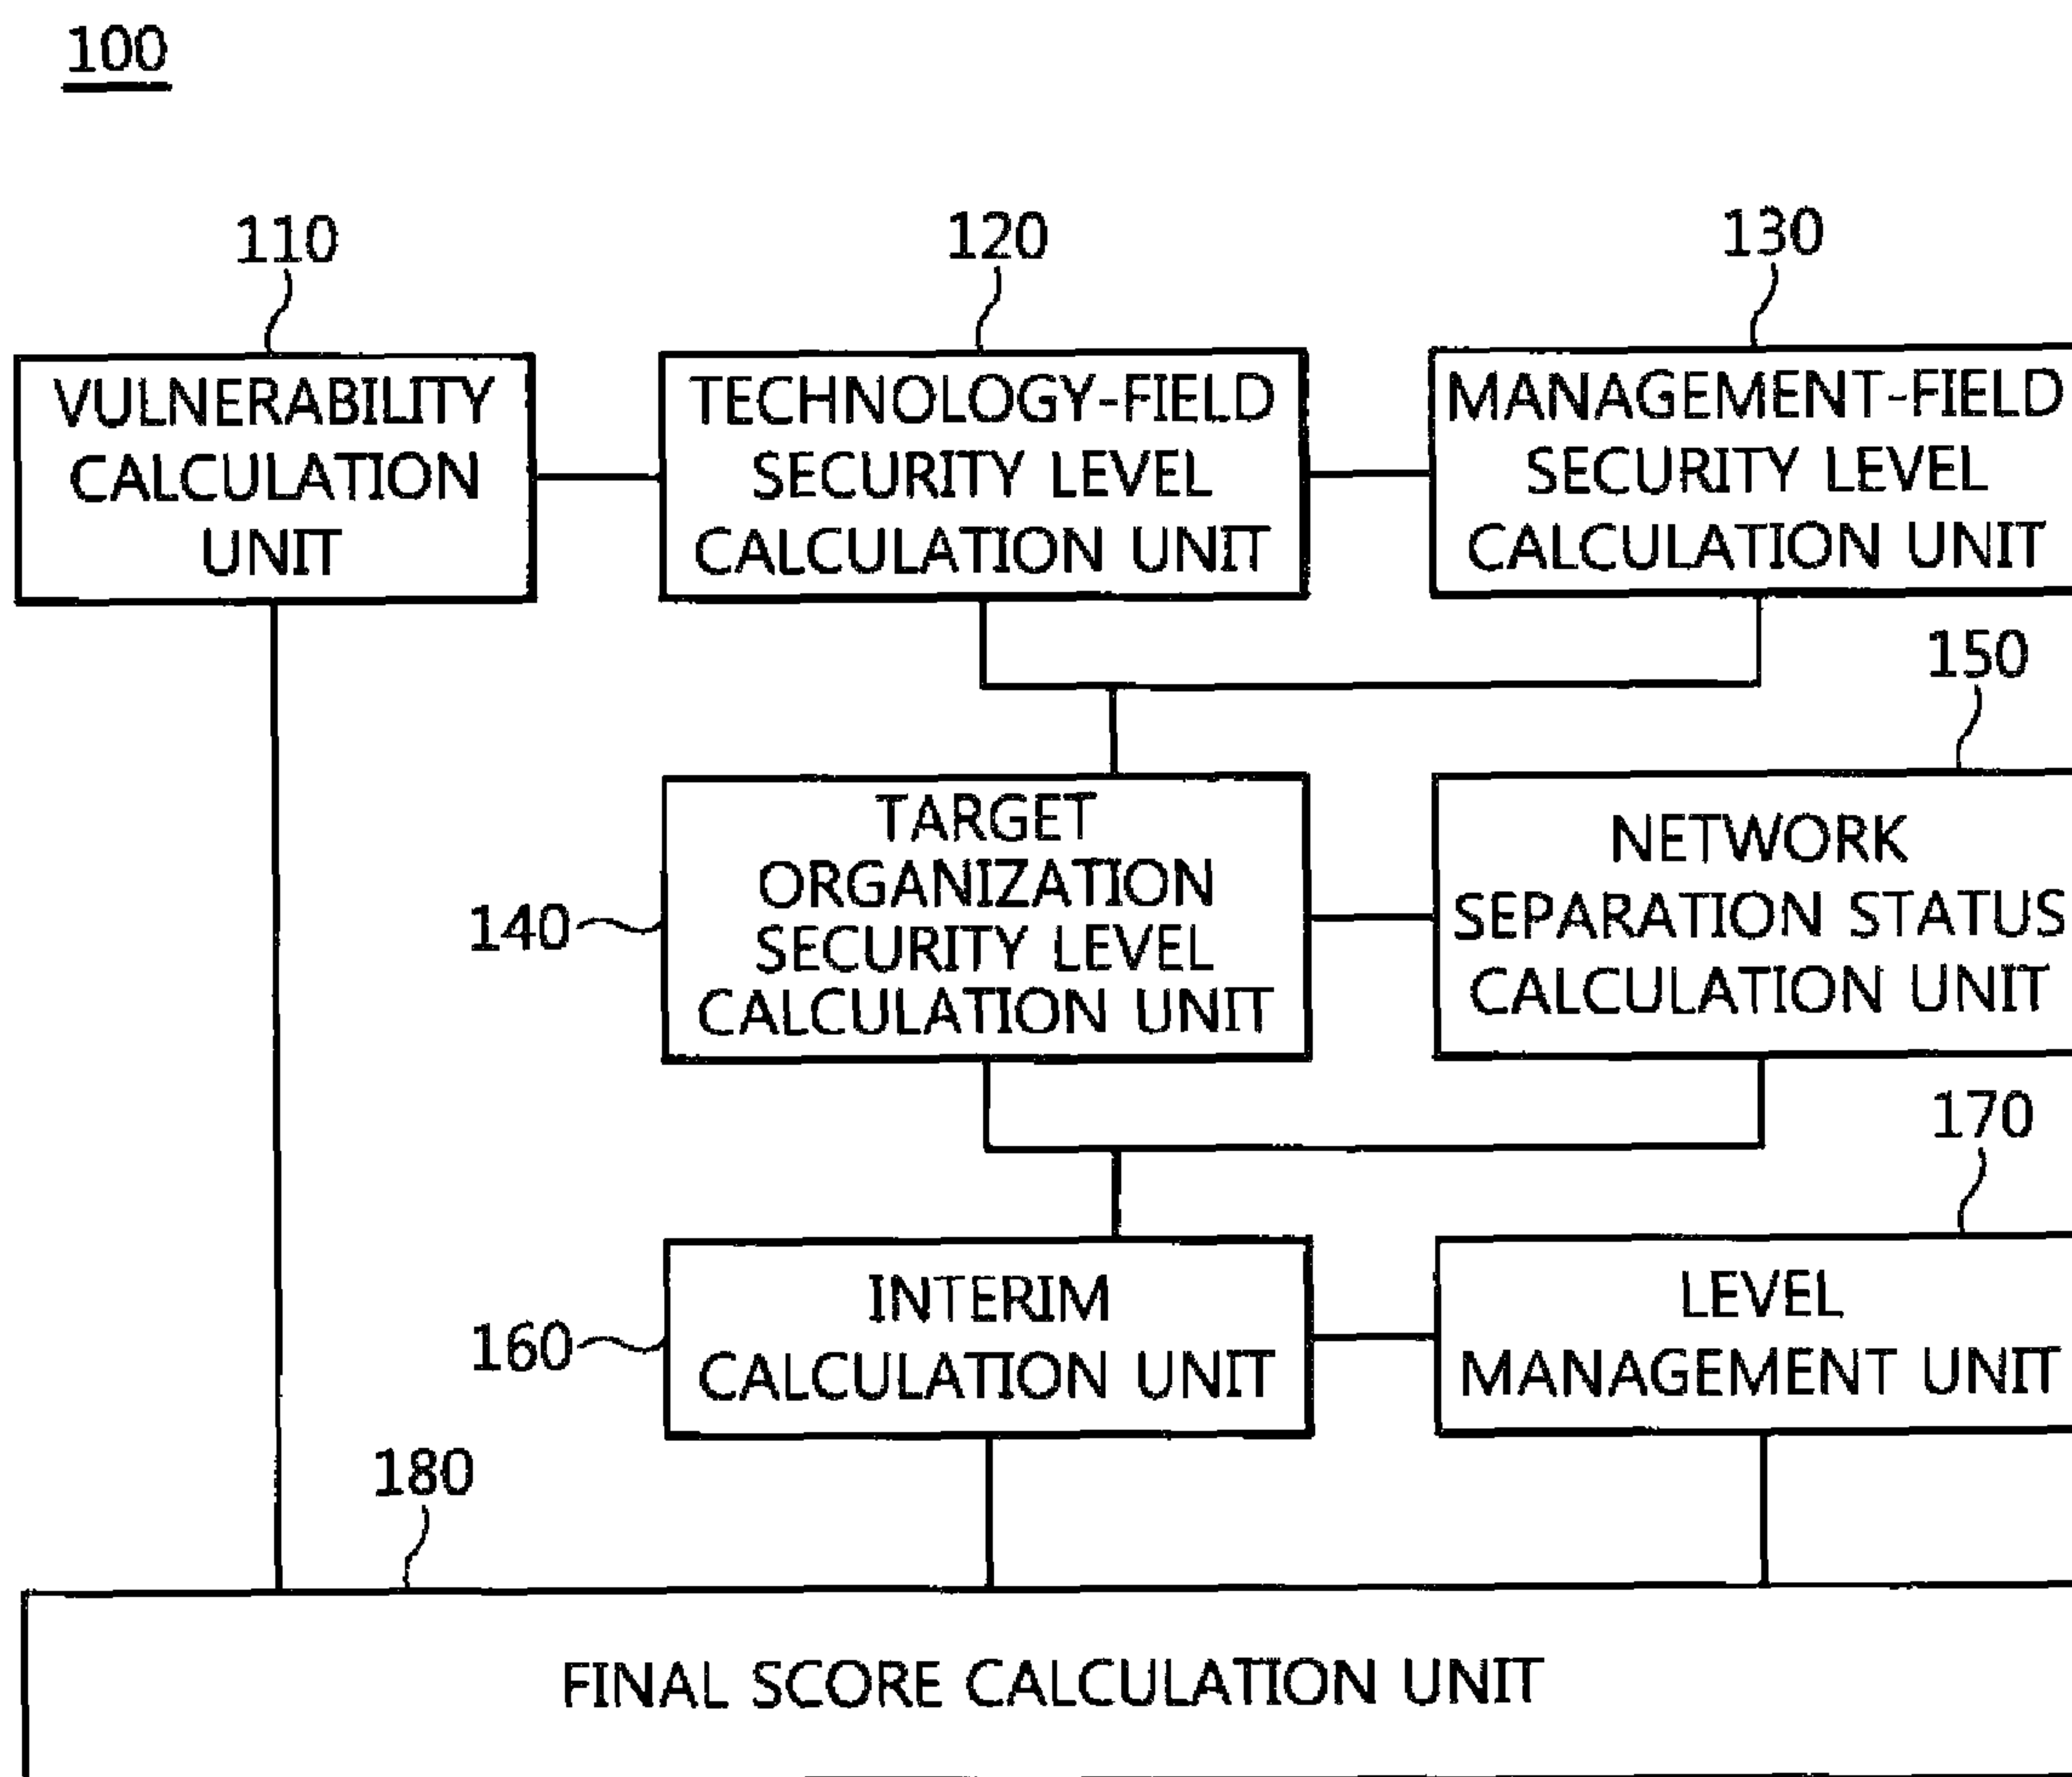 100
110
120
130
VULNERABILITY
CALCULATION
UNIT
TECHNOLOGY-FIELD
SECURITY LEVEL
CALCULATION UNIT
MANAGEMENT-FIELD
SECURITY LEVEL
CALCULATION UNIT
150
140
TARGET
ORGANIZATION
SECURITY LEVEL
CALCULATION UNIT
NETWORK
SEPARATION STATUS
CALCULATION UNIT
170
160
INTERIM
CALCULATION UNIT
LEVEL
MANAGEMENT UNIT
180
FINAL SCORE CALCULATION UNIT